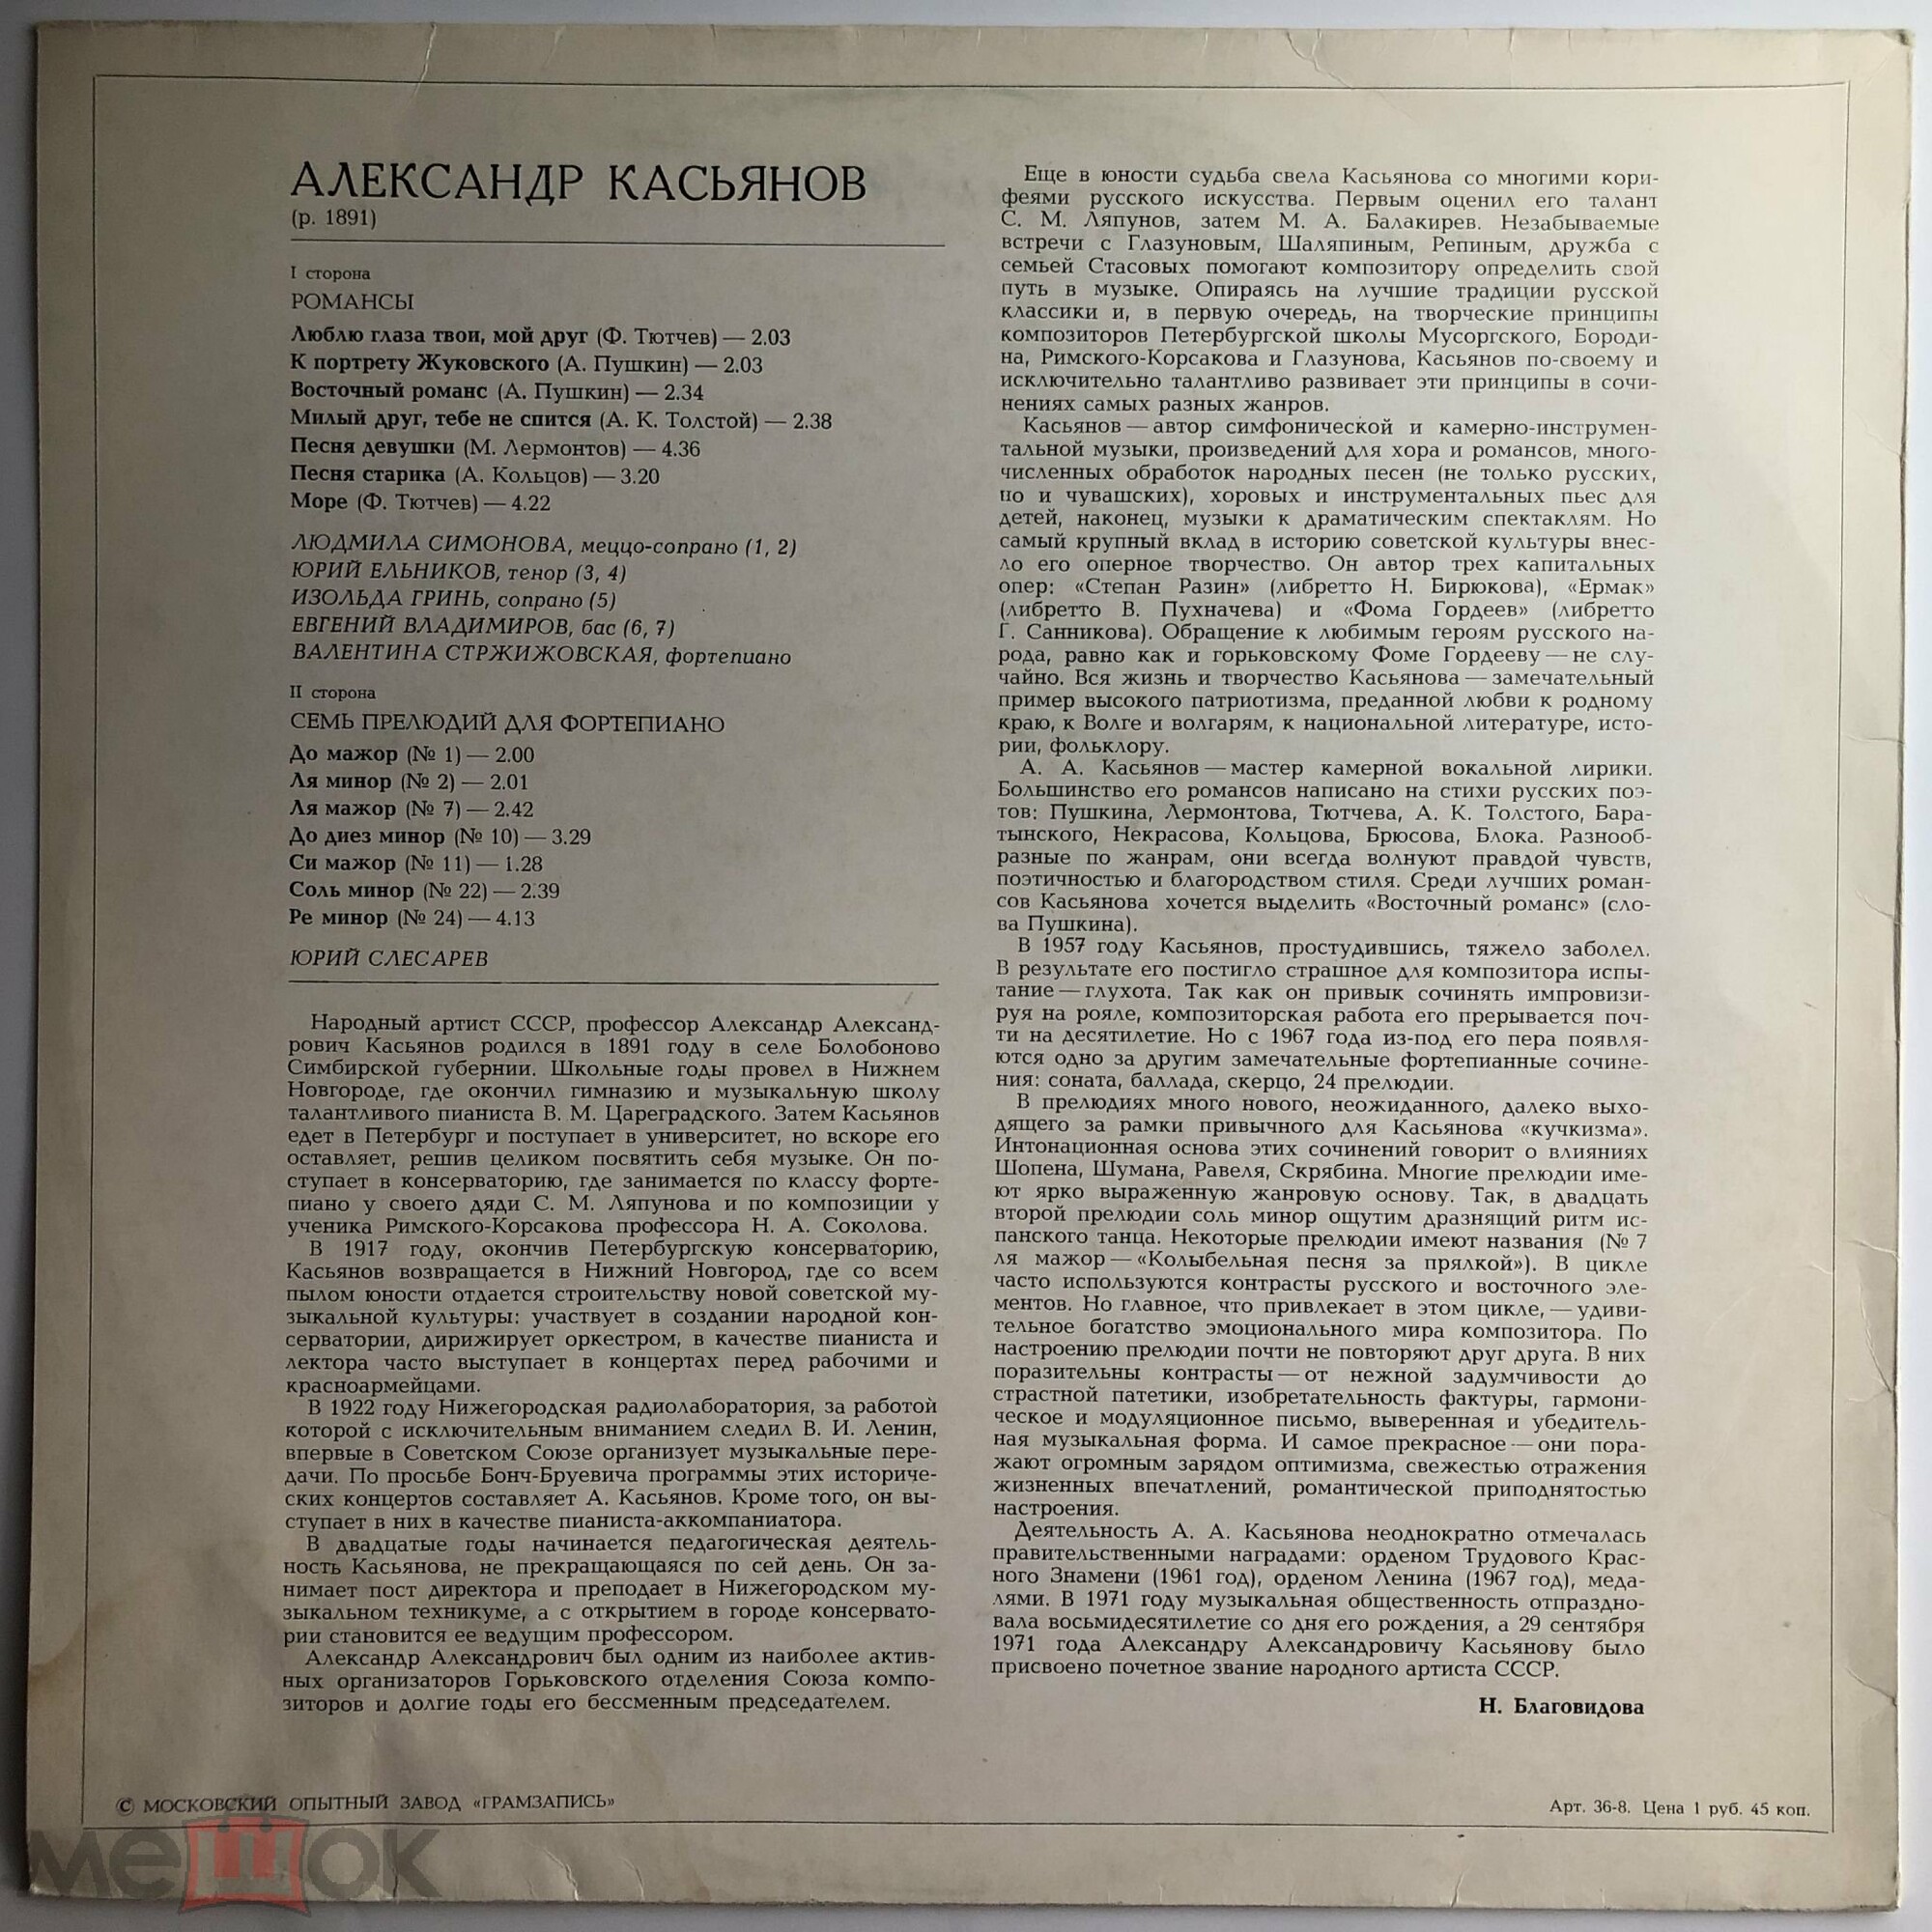 АЛЕКСАНДР КАСЬЯНОВ
(р. 1891)
I сторона
РОМАНСЫ
Люблю глаза твои, мой друг (Ф. Тютчев) — 2.03
К портрету Жуковского (А. Пушкин) — 2.03
Восточный романс (А. Пушкин) — 2.34
Милый друг, тебе не спится (А. К. Толстой) — 2.38
Песня девушки (М. Лермонтов) — 4.36
Песня старика (А. Кольцов) — 3.20
Море (Ф. Тютчев) — 4.22
ЛЮДМИЛА СИМОНОВА, меццо-сопрано (1, 2)
ЮРИЙ ЕЛЬНИКОВ, тенор (3, 4)
ИЗОЛЬДА ГРИНЬ, сопрано (5)
ЕВГЕНИЙ ВЛАДИМИРОВ, бас (6, 7)
ВАЛЕНТИНА СТРЖИЖОВСКАЯ, фортепиано
II сторона
СЕМЬ ПРЕЛЮДИЙ ДЛЯ ФОРТЕПИАНО
До мажор (№ 1) — 2.00
Ля минор (№ 2) — 2.01
Ля мажор (№ 7) — 2.42
До диез минор (№ 10) — 3.29
Си мажор (№ 11) — 1.28
Соль минор (№ 22) — 2.39
Ре минор (№ 24) — 4.13
ЮРИЙ СЛЕСАРЕВ
Народный артист СССР, профессор Александр Александ-
рович Касьянов родился в 1891 году в селе Болобоново
Симбирской губернии. Школьные годы провел в Нижнем
Новгороде, где окончил гимназию и музыкальную школу
талантливого пианиста В. М. Цареградского. Затем Касьянов
едет в Петербург и поступает в университет, но вскоре его
оставляет, решив целиком посвятить себя музыке. Он по-
ступает в консерваторию, где занимается по классу форте-
пиано у своего дяди С. М. Ляпунова и по композиции у
ученика Римского-Корсакова профессора Н. А. Соколова.
В 1917 году, окончив Петербургскую консерваторию,
Касьянов возвращается в Нижний Новгород, где со всем
пылом юности отдается строительству новой советской му-
зыкальной культуры: участвует в создании народной кон-
серватории, дирижирует оркестром, в качестве пианиста и
лектора часто выступает в концертах перед рабочими и
красноармейцами.
В 1922 году Нижегородская радиолаборатория, за работой
которой с исключительным вниманием следил В. И. Ленин,
впервые в Советском Союзе организует музыкальные пере-
дачи. По просьбе Бонч-Бруевича программы этих историче-
ских концертов составляет А. Касьянов. Кроме того, он вы-
ступает в них в качестве пианиста-аккомпаниатора.
В двадцатые годы начинается педагогическая деятель-
ность Касьянова, не прекращающаяся по сей день. Он за-
нимает пост директора и преподает в Нижегородском му-
зыкальном техникуме, а с открытием в городе консервато-
рии становится ее ведущим профессором.
Александр Александрович был одним из наиболее актив-
ных организаторов Горьковского отделения Союза компо-
зиторов и долгие годы его бессменным председателем.
Еще в юности судьба свела Касьянова со многими кори-
феями русского искусства. Первым оценил его талант
С. М. Ляпунов, затем М. А. Балакирев. Незабываемые
встречи с Глазуновым, Шаляпиным, Репиным, дружба с
семьей Стасовых помогают композитору определить свой
путь в музыке. Опираясь на лучшие традиции русской
классики и, в первую очередь, на творческие принципы
композиторов Петербургской школы Мусоргского, Бороди-
на, Римского-Корсакова и Глазунова, Касьянов по-своему и
исключительно талантливо развивает эти принципы в сочи-
нениях самых разных жанров.
Касьянов — автор симфонической и камерно-инструмен-
тальной музыки, произведений для хора и романсов, много-
численных обработок народных песен (не только русских,
но и чувашских), хоровых и инструментальных пьес для
детей, наконец, музыки к драматическим спектаклям. Но
самый крупный вклад в историю советской культуры внес-
ло его оперное творчество. Он автор трех капитальных
опер: «Степан Разин» (либретто Н. Бирюкова), «Ермак»
(либретто В. Пухначева) и «Фома Гордеев» (либретто
Г. Санникова). Обращение к любимым героям русского на-
рода, равно как и горьковскому Фоме Гордееву — не слу-
чайно. Вся жизнь и творчество Касьянова — замечательный
пример высокого патриотизма, преданной любви к родному
краю, к Волге и волгарям, к национальной литературе, исто-
рии, фольклору.
А. А. Касьянов — мастер камерной вокальной лирики.
Большинство его романсов написано на стихи русских поэ-
тов: Пушкина, Лермонтова, Тютчева, А. К. Толстого, Бара-
тынского, Некрасова, Кольцова, Брюсова, Блока. Разнооб-
разные по жанрам, они всегда волнуют правдой чувств,
поэтичностью и благородством стиля. Среди лучших роман-
сов Касьянова хочется выделить «Восточный романс» (сло-
ва Пушкина).
В 1957 году Касьянов, простудившись, тяжело заболел.
В результате его постигло страшное для композитора испы-
тание — глухота. Так как он привык сочинять импровизи-
руя на рояле, композиторская работа его прерывается поч-
ти на десятилетие. Но с 1967 года из-под его пера появля-
ются одно за другим замечательные фортепианные сочине-
ния: соната, баллада, скерцо, 24 прелюдии.
В прелюдиях много нового, неожиданного, далеко выхо-
дящего за рамки привычного для Касьянова «кучкизма».
Интонационная основа этих сочинений говорит о влияниях
Шопена, Шумана, Равеля, Скрябина. Многие прелюдии име-
ют ярко выраженную жанровую основу. Так, в двадцать
второй прелюдии соль минор ощутим дразнящий ритм ис-
панского танца. Некоторые прелюдии имеют названия (№ 7
ля мажор — «Колыбельная песня за прялкой»). В цикле
часто используются контрасты русского и восточного эле-
ментов. Но главное, что привлекает в этом цикле, — удиви-
тельное богатство эмоционального мира композитора. По
настроению прелюдии почти не повторяют друг друга. В них
поразительны контрасты — от нежной задумчивости до
страстной патетики, изобретательность фактуры, гармони-
ческое и модуляционное письмо, выверенная и убедитель-
ная музыкальная форма. И самое прекрасное — они пора-
жают огромным зарядом оптимизма, свежестью отражения
жизненных впечатлений, романтической приподнятостью
настроения.
Деятельность А. А. Касьянова неоднократно отмечалась
правительственными наградами: орденом Трудового Крас-
ного Знамени (1961 год), орденом Ленина (1967 год), меда-
лями. В 1971 году музыкальная общественность отпраздно-
вала восьмидесятилетие со дня его рождения, а 29 сентября
1971 года Александру Александровичу Касьянову было
присвоено почетное звание народного артиста СССР.
Н. Благовидова
© МОСКОВСКИЙ ОПЫТНЫЙ ЗАВОД «ГРАМЗАПИСЬ»
Арт. 36-8. Цена 1 руб. 45 коп.
мешок